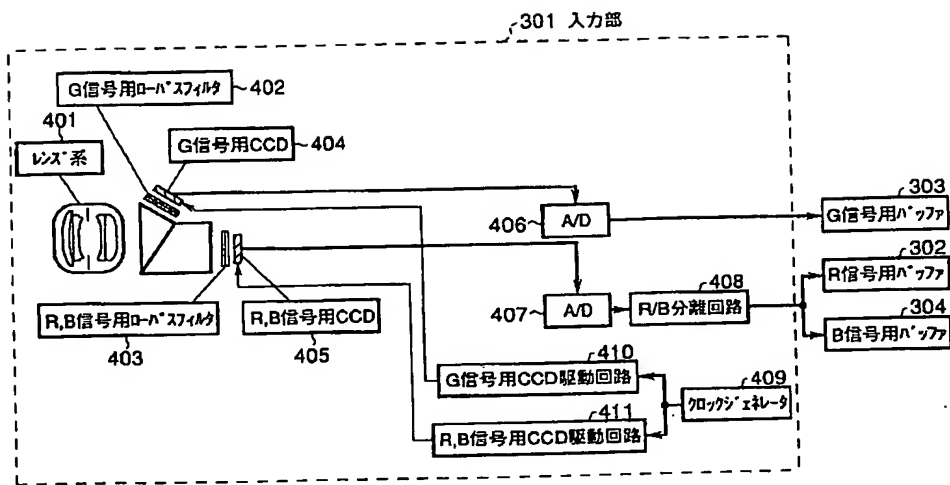 301 入力部
G信号用ローパスフィルタ 402
401
レンズ系
G信号用CCD 404
406 A/D
303
G信号用バッファ
302
R信号用バッファ
408
407 A/D
R/B分離回路
304
B信号用バッファ
R,B信号用ローパスフィルタ
403
R,B信号用CCD
405
410
G信号用CCD駆動回路
409
クロックジェネレータ
411
R,B信号用CCD駆動回路